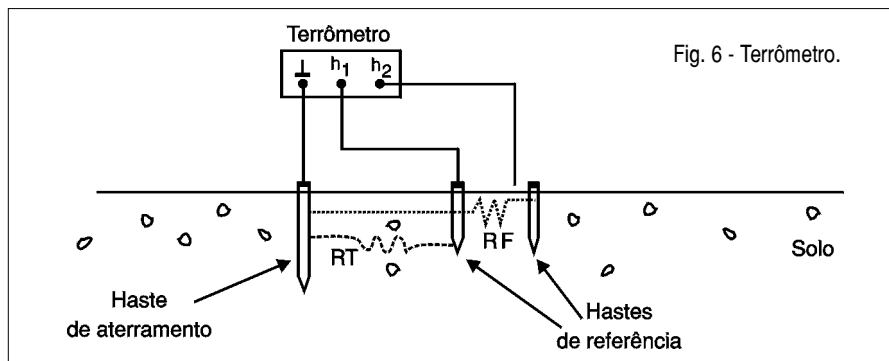 Terrômetro
h1 h2
Fig. 6 - Terrômetro.
RF
RT
Solo
Haste
de aterramento
Hastes
de referência